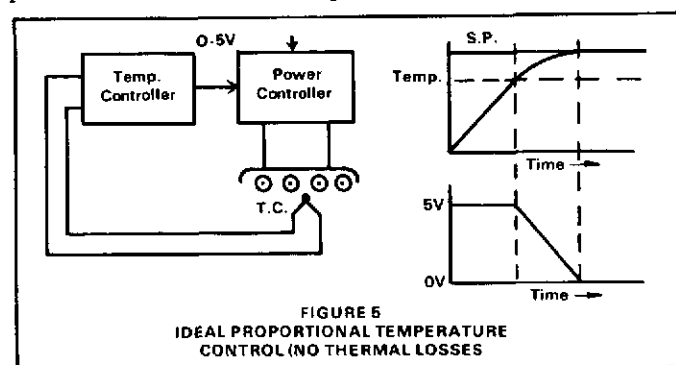 O-5V
Temp.
Controller
Power
Controller
T.C.
S.P.
Temp.
Time
5V
0V
Time
FIGURE 5
IDEAL PROPORTIONAL TEMPERATURE
CONTROL (NO THERMAL LOSSES